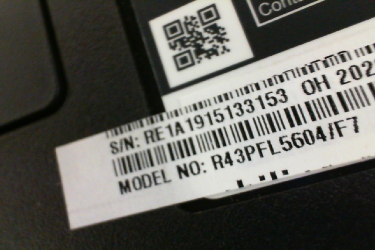 S/N: RE1A1915133153 OH 202
MODEL NO: R43PFL5604/F7